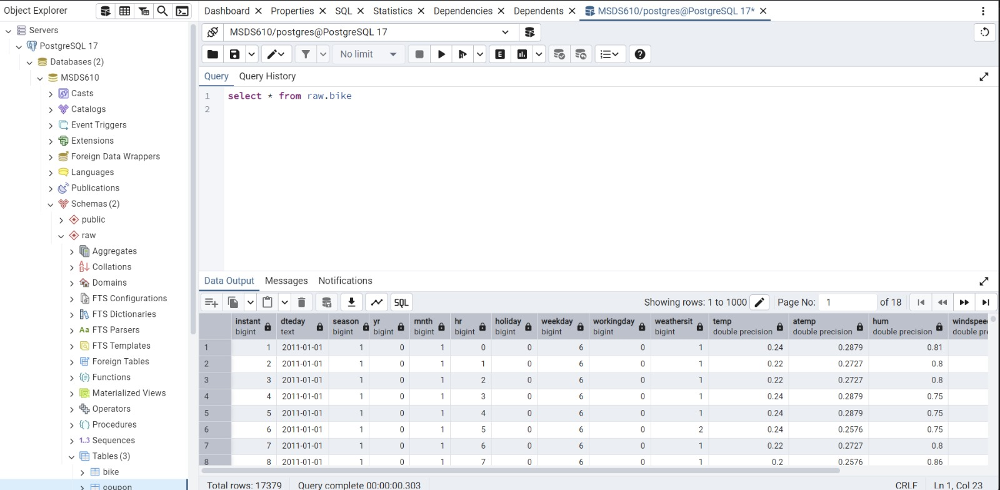 Object Explorer
Dashboard Properties SQL Statistics Dependencies Dependents MSDS610/postgres@PostgreSQL 17*
Servers
PostgreSQL 17
Databases (2)
MSDS610
Casts
Catalogs
Event Triggers
Extensions
Foreign Data Wrappers
Languages
Publications
Schemas (2)
public
raw
Aggregates
Collations
Domains
FTS Configurations
FTS Dictionaries
FTS Parsers
FTS Templates
Foreign Tables
Functions
Materialized Views
Operators
Procedures
1..3 Sequences
Tables (3)
bike
coupon
MSDS610/postgres@PostgreSQL 17
No limit E
Query Query History
1 select * from raw.bike
2
Data Output Messages Notifications
SQL Showing rows: 1 to 1000 Page No: 1 of 18
instant dteday season yr mnth hr holiday weekday workingday weathersit temp atemp hum windspee
bigint text bigint bigint bigint bigint bigint bigint bigint bigint double precision double precision double precision double pre
1 1 2011-01-01 1 0 1 0 0 6 0 1 0.24 0.2879 0.81
2 2 2011-01-01 1 0 1 1 0 6 0 1 0.22 0.2727 0.8
3 3 2011-01-01 1 0 1 2 0 6 0 1 0.22 0.2727 0.8
4 4 2011-01-01 1 0 1 3 0 6 0 1 0.24 0.2879 0.75
5 5 2011-01-01 1 0 1 4 0 6 0 1 0.24 0.2879 0.75
6 6 2011-01-01 1 0 1 5 0 6 0 2 0.24 0.2576 0.75
7 7 2011-01-01 1 0 1 6 0 6 0 1 0.22 0.2727 0.8
8 8 2011-01-01 1 0 1 7 0 6 0 1 0.2 0.2576 0.86
Total rows: 17379 Query complete 00:00:00.303 CRLF Ln 1, Col 23